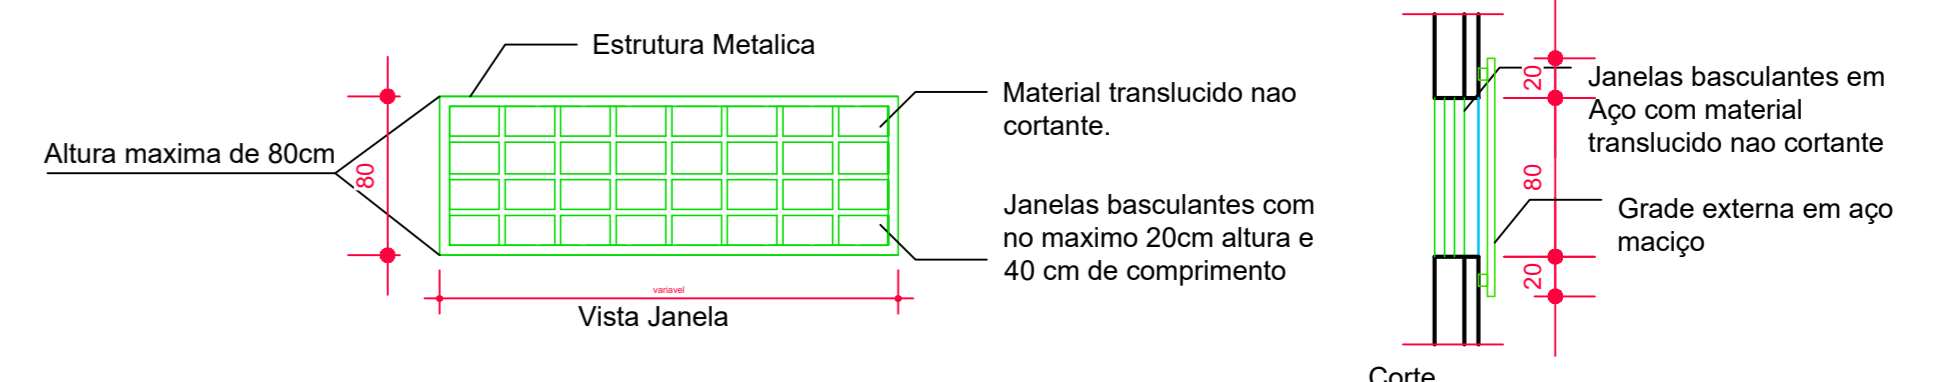 Estrutura Metalica
Material translucido nao
cortante.
Altura maxima de 80cm
80
Janelas basculantes com
no maximo 20cm altura e
40 cm de comprimento
variavel
Vista Janela
20
Janelas basculantes em
Aço com material
translucido nao cortante
80
Grade externa em aço
maciço
20
Corte